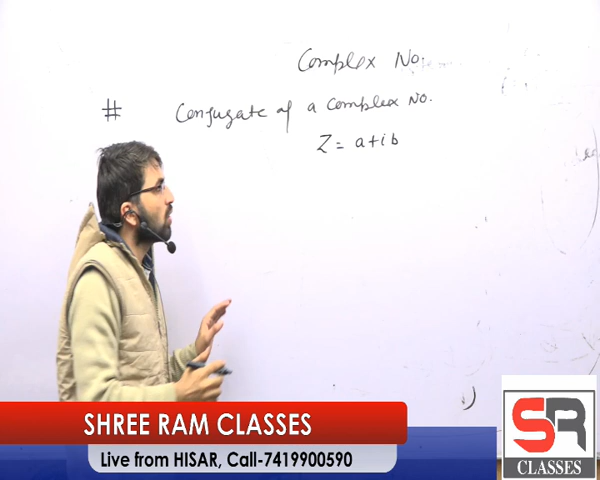 Complex No.
# Conjugate of a Complex No.
Z = a+ib
SHREE RAM CLASSES
Live from HISAR, Call-7419900590
SR
CLASSES